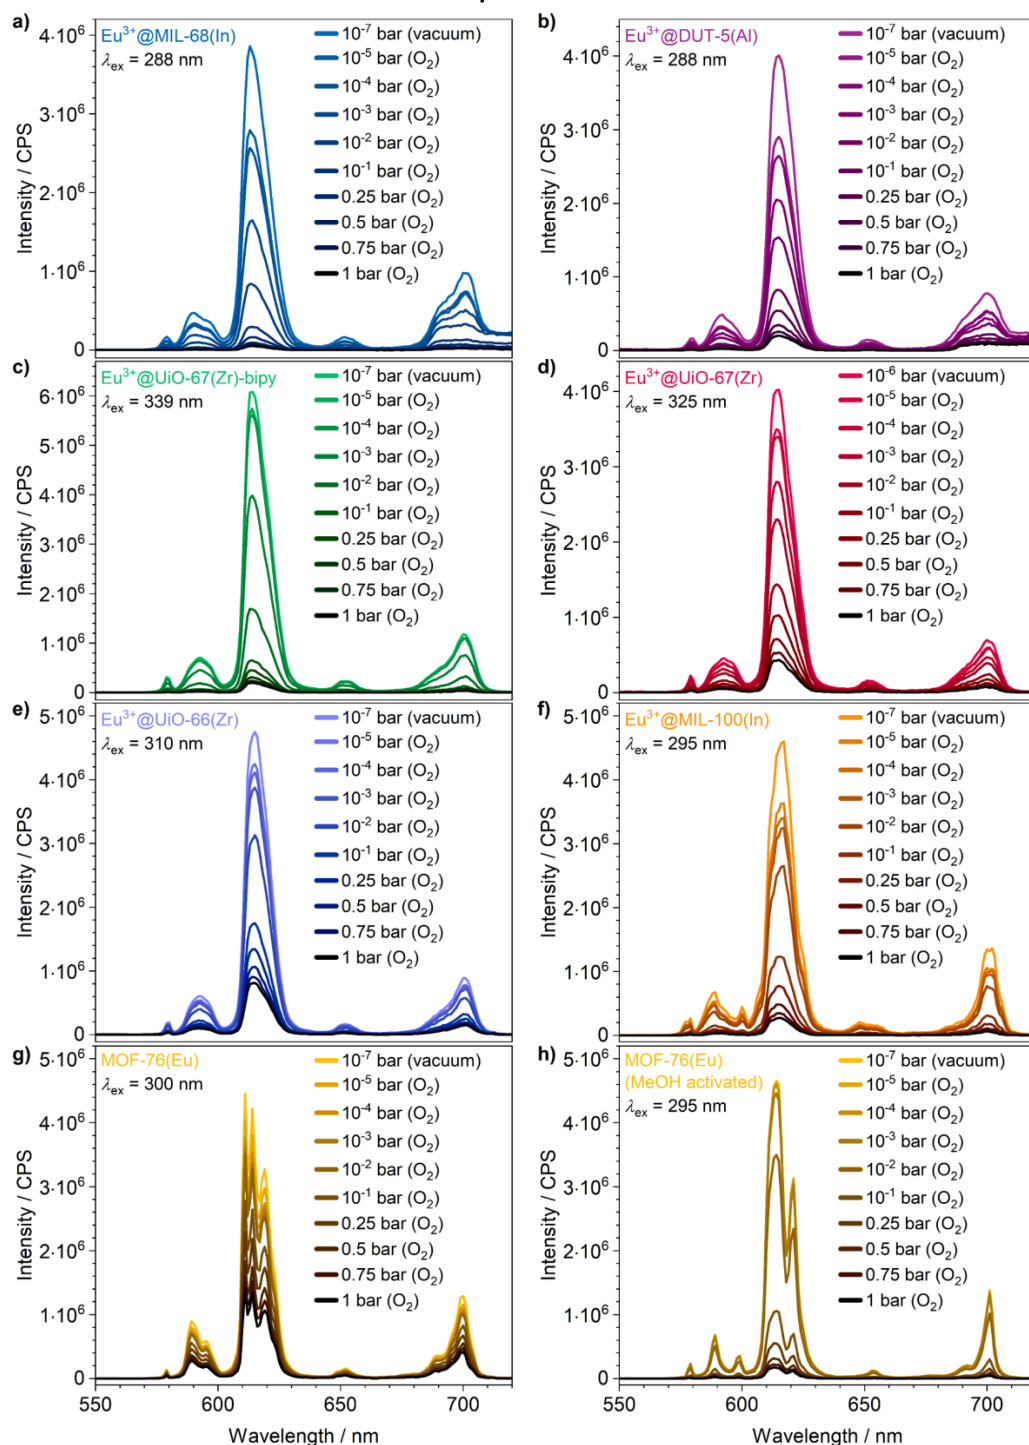 a)
Eu³⁺@MIL-68(In)
λex = 288 nm
10⁻⁷ bar (vacuum)
10⁻⁵ bar (O₂)
10⁻⁴ bar (O₂)
10⁻³ bar (O₂)
10⁻² bar (O₂)
10⁻¹ bar (O₂)
0.25 bar (O₂)
0.5 bar (O₂)
0.75 bar (O₂)
1 bar (O₂)
4·10⁶
3·10⁶
2·10⁶
1·10⁶
0
Intensity / CPS
b)
Eu³⁺@DUT-5(Al)
λex = 288 nm
10⁻⁷ bar (vacuum)
10⁻⁵ bar (O₂)
10⁻⁴ bar (O₂)
10⁻³ bar (O₂)
10⁻² bar (O₂)
10⁻¹ bar (O₂)
0.25 bar (O₂)
0.5 bar (O₂)
0.75 bar (O₂)
1 bar (O₂)
4·10⁶
3·10⁶
2·10⁶
1·10⁶
0
Intensity / CPS
c)
Eu³⁺@UiO-67(Zr)-bipy
λex = 339 nm
10⁻⁷ bar (vacuum)
10⁻⁵ bar (O₂)
10⁻⁴ bar (O₂)
10⁻³ bar (O₂)
10⁻² bar (O₂)
10⁻¹ bar (O₂)
0.25 bar (O₂)
0.5 bar (O₂)
0.75 bar (O₂)
1 bar (O₂)
6·10⁶
5·10⁶
4·10⁶
3·10⁶
2·10⁶
1·10⁶
0
Intensity / CPS
d)
Eu³⁺@UiO-67(Zr)
λex = 325 nm
10⁻⁶ bar (vacuum)
10⁻⁵ bar (O₂)
10⁻⁴ bar (O₂)
10⁻³ bar (O₂)
10⁻² bar (O₂)
10⁻¹ bar (O₂)
0.25 bar (O₂)
0.5 bar (O₂)
0.75 bar (O₂)
1 bar (O₂)
4·10⁶
3·10⁶
2·10⁶
1·10⁶
0
Intensity / CPS
e)
Eu³⁺@UiO-66(Zr)
λex = 310 nm
10⁻⁷ bar (vacuum)
10⁻⁵ bar (O₂)
10⁻⁴ bar (O₂)
10⁻³ bar (O₂)
10⁻² bar (O₂)
10⁻¹ bar (O₂)
0.25 bar (O₂)
0.5 bar (O₂)
0.75 bar (O₂)
1 bar (O₂)
5·10⁶
4·10⁶
3·10⁶
2·10⁶
1·10⁶
0
Intensity / CPS
f)
Eu³⁺@MIL-100(In)
λex = 295 nm
10⁻⁷ bar (vacuum)
10⁻⁵ bar (O₂)
10⁻⁴ bar (O₂)
10⁻³ bar (O₂)
10⁻² bar (O₂)
10⁻¹ bar (O₂)
0.25 bar (O₂)
0.5 bar (O₂)
0.75 bar (O₂)
1 bar (O₂)
5·10⁶
4·10⁶
3·10⁶
2·10⁶
1·10⁶
0
Intensity / CPS
g)
MOF-76(Eu)
λex = 300 nm
10⁻⁷ bar (vacuum)
10⁻⁵ bar (O₂)
10⁻⁴ bar (O₂)
10⁻³ bar (O₂)
10⁻² bar (O₂)
10⁻¹ bar (O₂)
0.25 bar (O₂)
0.5 bar (O₂)
0.75 bar (O₂)
1 bar (O₂)
5·10⁶
4·10⁶
3·10⁶
2·10⁶
1·10⁶
0
Intensity / CPS
550 600 650 700
Wavelength / nm
h)
MOF-76(Eu)
(MeOH activated)
λex = 295 nm
10⁻⁷ bar (vacuum)
10⁻⁵ bar (O₂)
10⁻⁴ bar (O₂)
10⁻³ bar (O₂)
10⁻² bar (O₂)
10⁻¹ bar (O₂)
0.25 bar (O₂)
0.5 bar (O₂)
0.75 bar (O₂)
1 bar (O₂)
5·10⁶
4·10⁶
3·10⁶
2·10⁶
1·10⁶
0
Intensity / CPS
550 600 650 700
Wavelength / nm